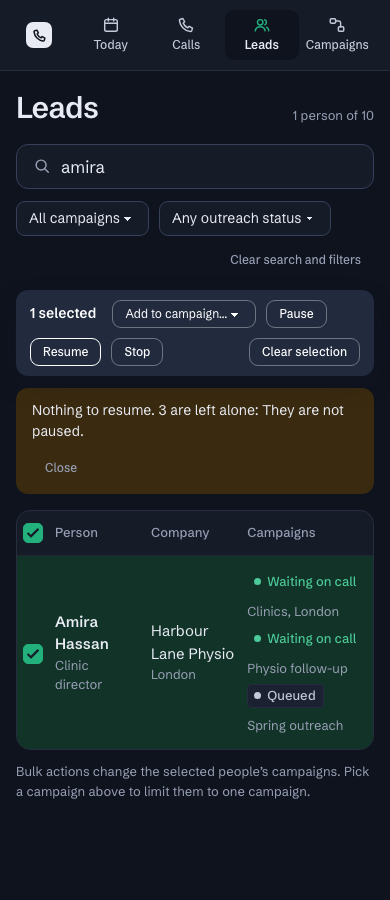 Today
Calls
Leads
Campaigns
Leads
1 person of 10
amira
All campaigns
Any outreach status
Clear search and filters
1 selected
Add to campaign…
Pause
Resume
Stop
Clear selection
Nothing to resume. 3 are left alone: They are not
paused.
Close
Person
Company
Campaigns
Amira
Hassan
Clinic
director
Harbour
Lane Physio
London
Waiting on call
Clinics, London
Waiting on call
Physio follow-up
Queued
Spring outreach
Bulk actions change the selected people’s campaigns. Pick
a campaign above to limit them to one campaign.